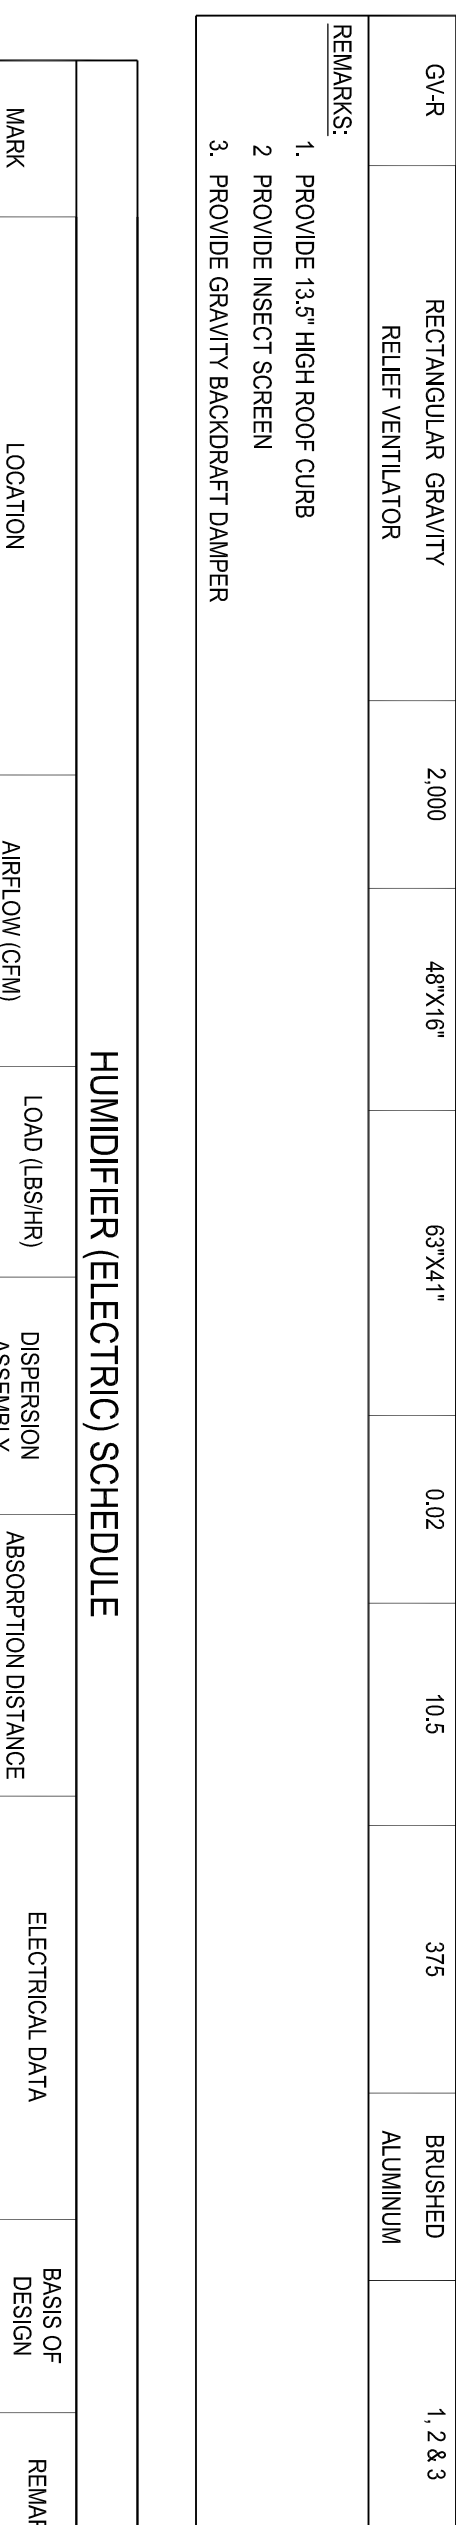 GV-R
RECTANGULAR GRAVITY
RELIEF VENTILATOR
2,000
48"X16"
63"X41"
0.02
10.5
375
BRUSHED
ALUMINUM
1, 2 & 3
REMARKS:
1. PROVIDE 13.5" HIGH ROOF CURB
2 PROVIDE INSECT SCREEN
3. PROVIDE GRAVITY BACKDRAFT DAMPER
HUMIDIFIER (ELECTRIC) SCHEDULE
MARK
LOCATION
AIRFLOW (CFM)
LOAD (LBS/HR)
DISPERSION
ASSEMBLY
ABSORPTION DISTANCE
ELECTRICAL DATA
BASIS OF
DESIGN